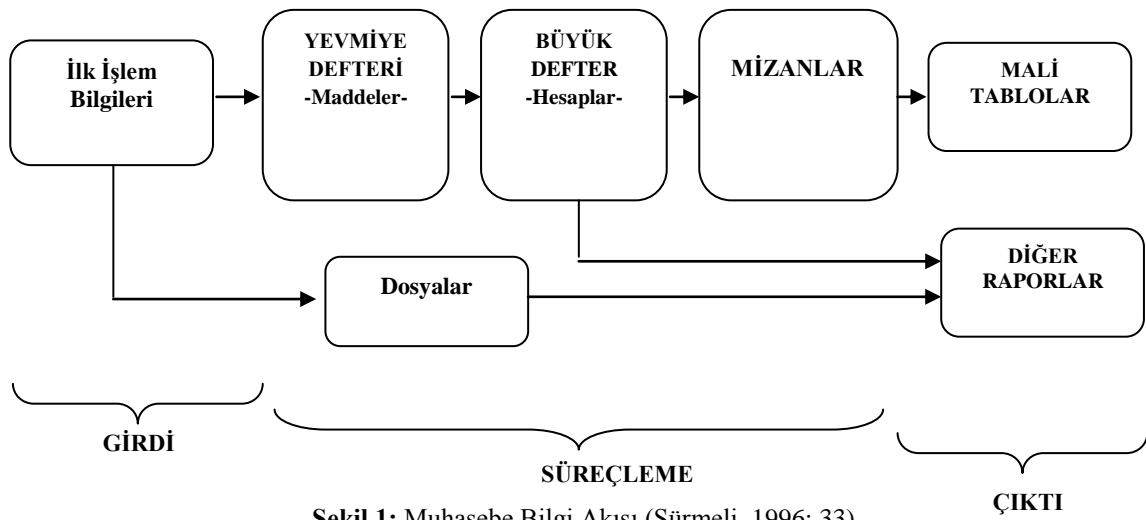 İlk İşlem
Bilgileri
YEVMİYE
DEFTERİ
-Maddeler-
BÜYÜK
DEFTER
-Hesaplar-
MİZANLAR
MALİ
TABLOLAR
Dosyalar
DİĞER
RAPORLAR
GİRDİ
SÜREÇLEME
ÇIKTI
Şekil 1: Muhasebe Bilgi Akışı (Sürmeli, 1996: 33)